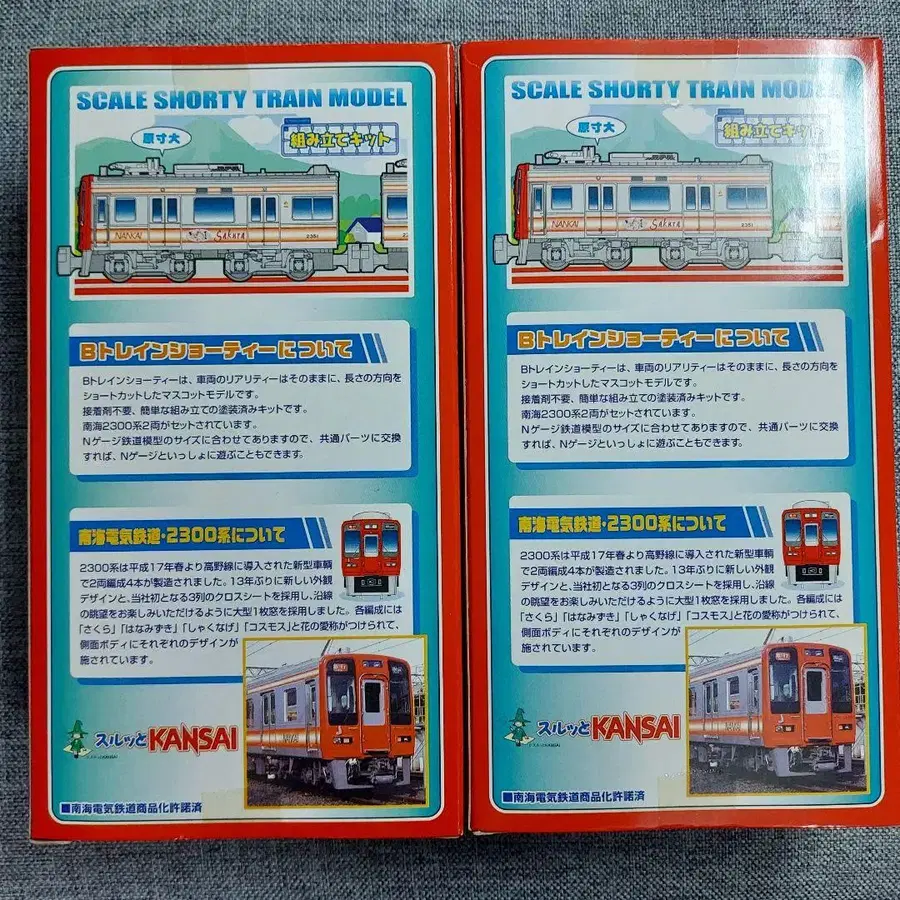 SCALE SHORTY TRAIN MODEL
原寸大
組み立てキット
NANKAI
Sakura
2351
Bトレインショーティーについて
Bトレインショーティーは、車両のリアリティーはそのままに、長さの方向を
ショートカットしたマスコットモデルです。
接着剤不要、簡単な組み立ての塗装済みキットです。
南海2300系2両がセットされています。
Nゲージ鉄道模型のサイズに合わせてありますので、共通パーツに交換
すれば、Nゲージといっしょに遊ぶこともできます。
南海電気鉄道・2300系について
2300系は平成17年春より高野線に導入された新型車輌
で2両編成4本が製造されました。13年ぶりに新しい外観
デザインと、当社初となる3列のクロスシートを採用し、沿線
の眺望をお楽しみいただけるように大型1枚窓を採用しました。各編成には
「さくら」「はなみずき」「しゃくなげ」「コスモス」と花の愛称がつけられて、
側面ボディにそれぞれのデザインが
施されています。
スルッとKANSAI
■南海電気鉄道商品化許諾済
SCALE SHORTY TRAIN MODEL
原寸大
組み立てキット
NANKAI
Sakura
2351
Bトレインショーティーについて
Bトレインショーティーは、車両のリアリティーはそのままに、長さの方向を
ショートカットしたマスコットモデルです。
接着剤不要、簡単な組み立ての塗装済みキットです。
南海2300系2両がセットされています。
Nゲージ鉄道模型のサイズに合わせてありますので、共通パーツに交換
すれば、Nゲージといっしょに遊ぶこともできます。
南海電気鉄道・2300系について
2300系は平成17年春より高野線に導入された新型車輌
で2両編成4本が製造されました。13年ぶりに新しい外観
デザインと、当社初となる3列のクロスシートを採用し、沿線
の眺望をお楽しみいただけるように大型1枚窓を採用しました。各編成には
「さくら」「はなみずき」「しゃくなげ」「コスモス」と花の愛称がつけられて、
側面ボディにそれぞれのデザインが
施されています。
スルッとKANSAI
■南海電気鉄道商品化許諾済